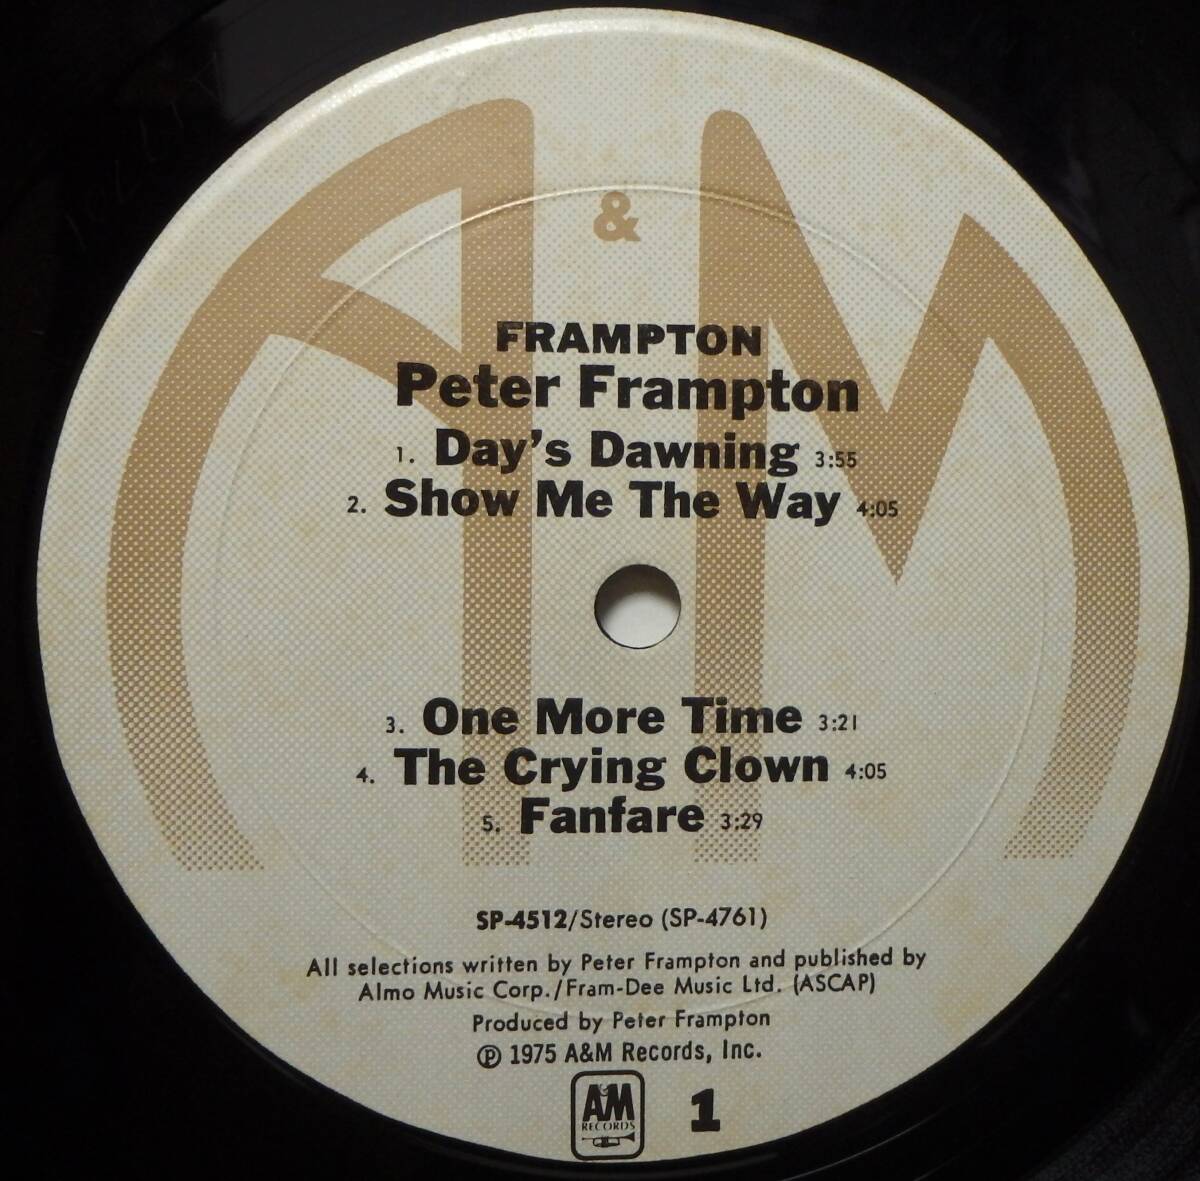 A & M
FRAMPTON
Peter Frampton
1. Day's Dawning 3:55
2. Show Me The Way 4:05
3. One More Time 3:21
4. The Crying Clown 4:05
5. Fanfare 3:29
SP-4512/Stereo (SP-4761)
All selections written by Peter Frampton and published by
Almo Music Corp./Fram-Dee Music Ltd. (ASCAP)
Produced by Peter Frampton
℗ 1975 A&M Records, Inc.
A&M
RECORDS
1